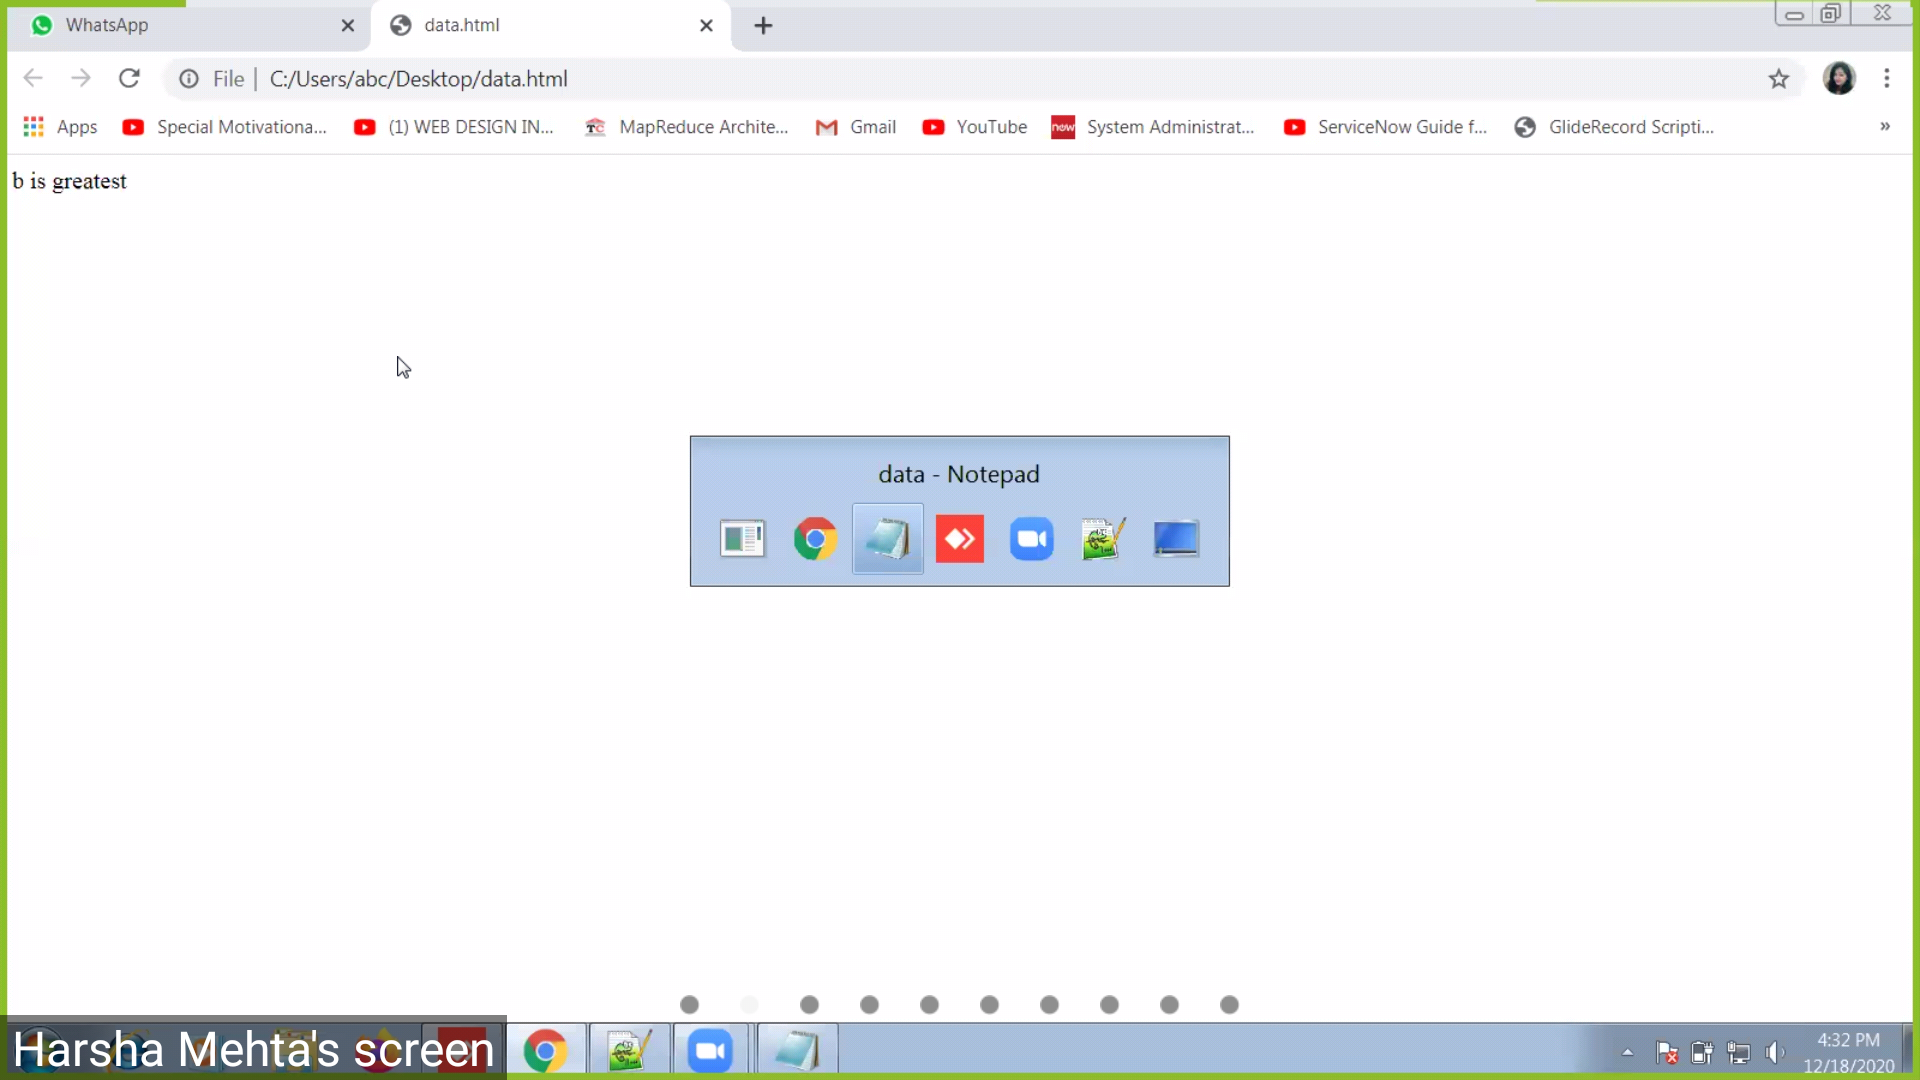 WhatsApp
data.html
File
C:/Users/abc/Desktop/data.html
Apps
Special Motivationa...
(1) WEB DESIGN IN...
TC
MapReduce Archite...
Gmail
YouTube
now
System Administrat...
ServiceNow Guide f...
GlideRecord Scripti...
»
b is greatest
data - Notepad
Harsha Mehta's screen
4:32 PM
12/18/2020